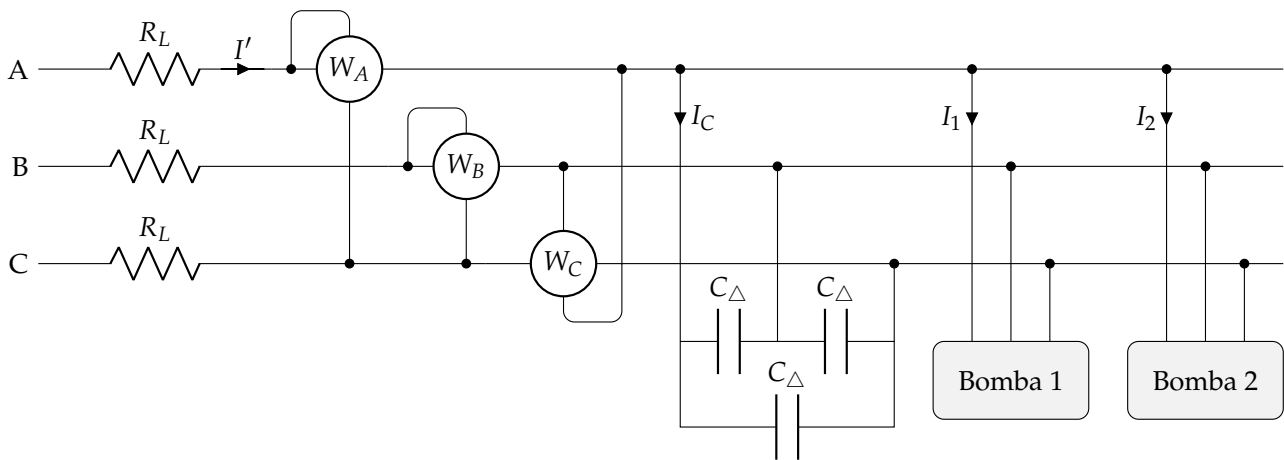 R_L
A
I'
W_A
I_C
I_1
I_2
R_L
B
W_B
R_L
C
W_C
C_△
C_△
C_△
Bomba 1
Bomba 2